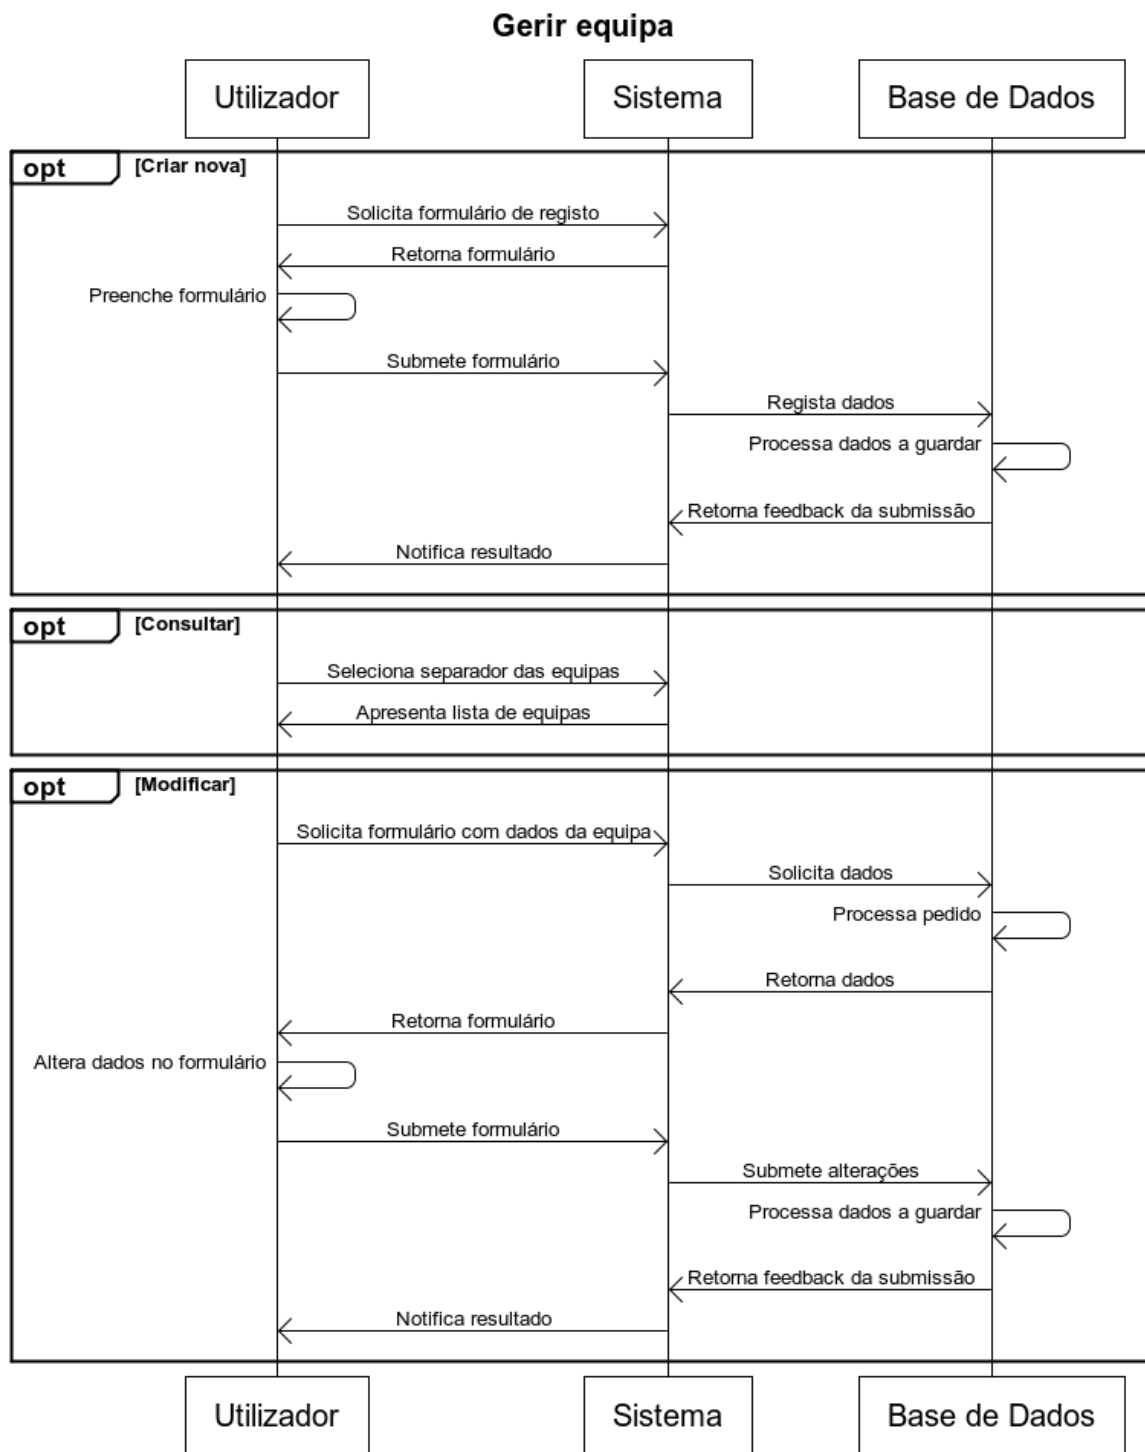 Gerir equipa
Utilizador
Sistema
Base de Dados
opt
[Criar nova]
Solicita formulário de registo
Retorna formulário
Preenche formulário
Submete formulário
Regista dados
Processa dados a guardar
Retorna feedback da submissão
Notifica resultado
opt
[Consultar]
Seleciona separador das equipas
Apresenta lista de equipas
opt
[Modificar]
Solicita formulário com dados da equipa
Solicita dados
Processa pedido
Retorna dados
Retorna formulário
Altera dados no formulário
Submete formulário
Submete alterações
Processa dados a guardar
Retorna feedback da submissão
Notifica resultado
Utilizador
Sistema
Base de Dados